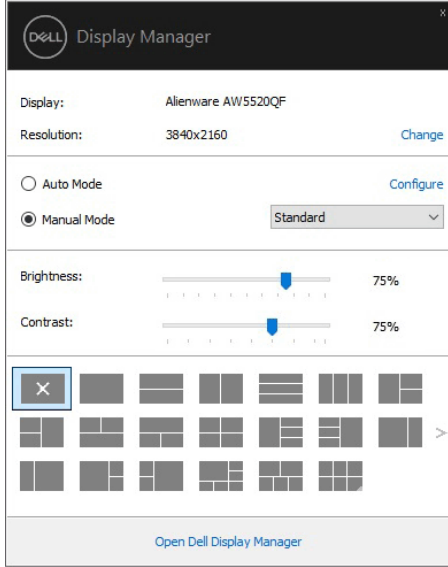 x
DELL Display Manager
Display: Alienware AW5520QF
Resolution: 3840x2160 Change
Auto Mode Configure
Manual Mode Standard
Brightness: 75%
Contrast: 75%
Open Dell Display Manager